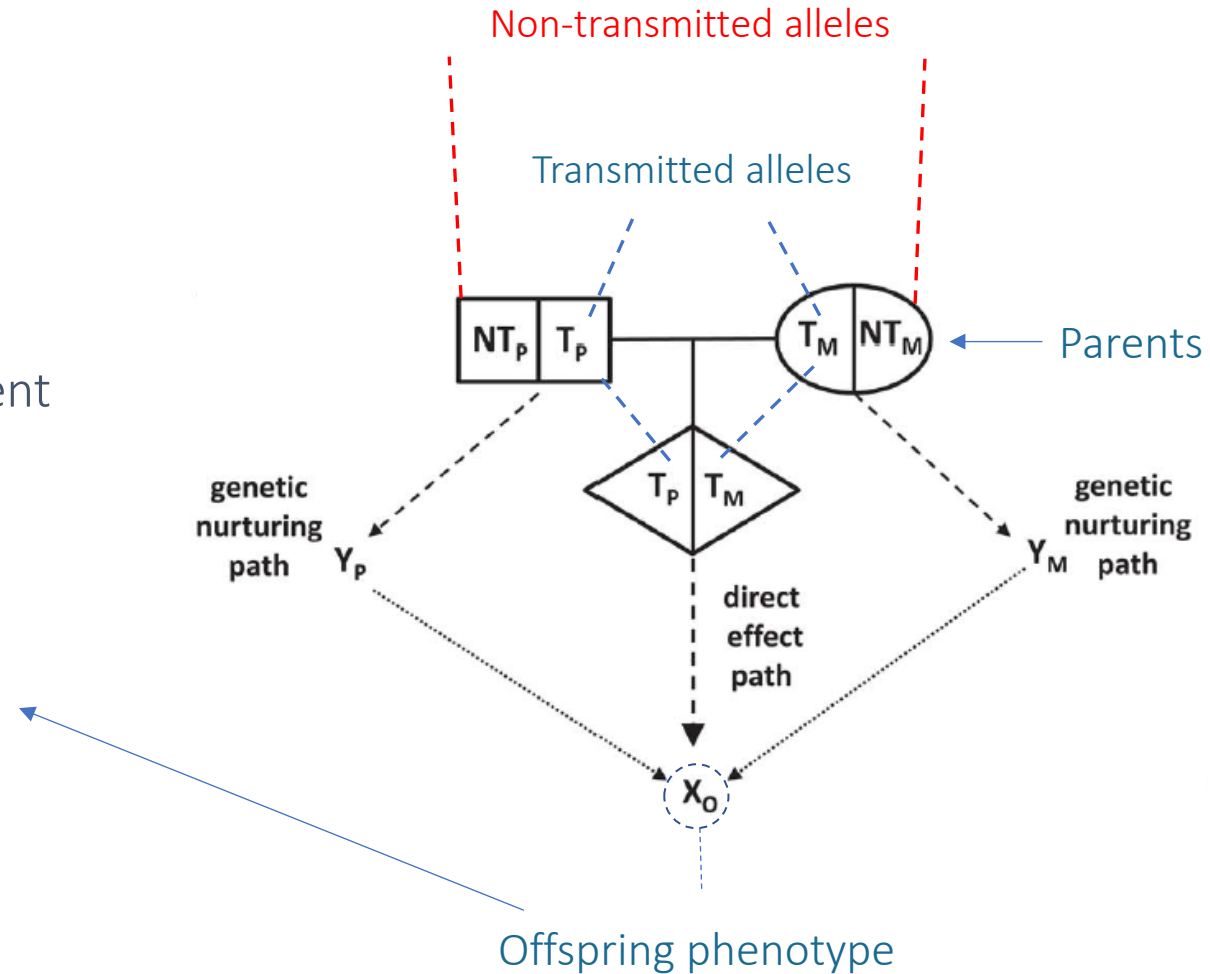 Non-transmitted alleles
Transmitted alleles
NTP TP
TM NTM
Parents
ent
TP TM
genetic
nurturing
path YP
genetic
nurturing
YM path
direct
effect
path
XO
Offspring phenotype